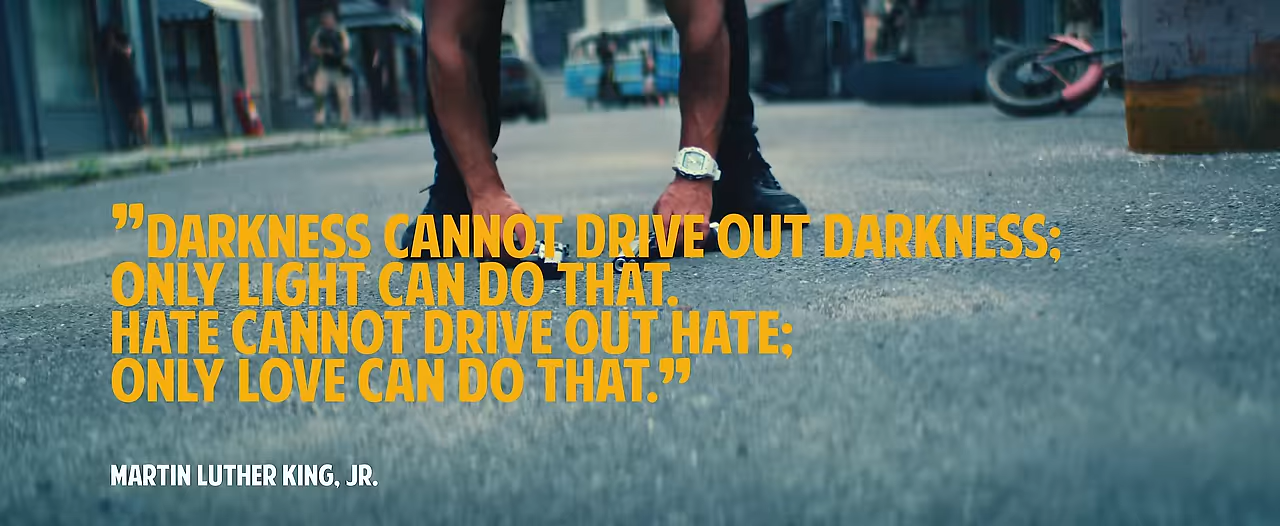 ”DARKNESS CANNOT DRIVE OUT DARKNESS;
ONLY LIGHT CAN DO THAT.
HATE CANNOT DRIVE OUT HATE;
ONLY LOVE CAN DO THAT.”
MARTIN LUTHER KING, JR.